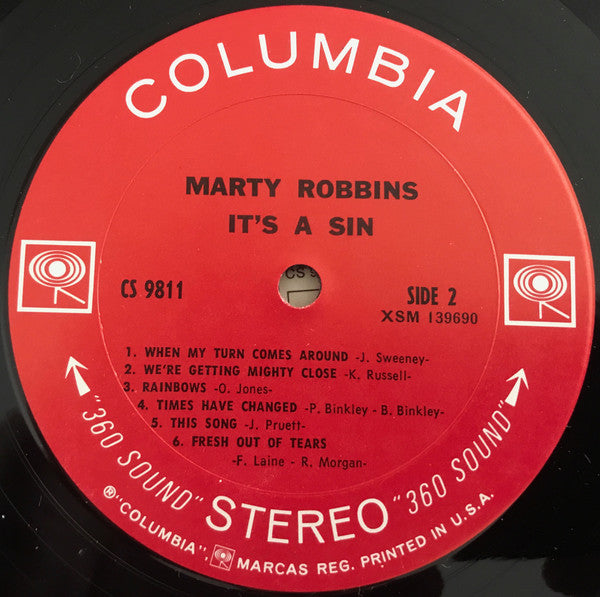 COLUMBIA
MARTY ROBBINS
IT'S A SIN
CS 9811
SIDE 2
XSM 139690
1. WHEN MY TURN COMES AROUND -J. Sweeney-
2. WE'RE GETTING MIGHTY CLOSE -K. Russell-
3. RAINBOWS -O. Jones-
4. TIMES HAVE CHANGED -P. Binkley - B. Binkley-
5. THIS SONG -J. Pruett-
6. FRESH OUT OF TEARS
-F. Laine - R. Morgan-
"360 SOUND" STEREO "360 SOUND"
®"COLUMBIA", MARCAS REG. PRINTED IN U.S.A.